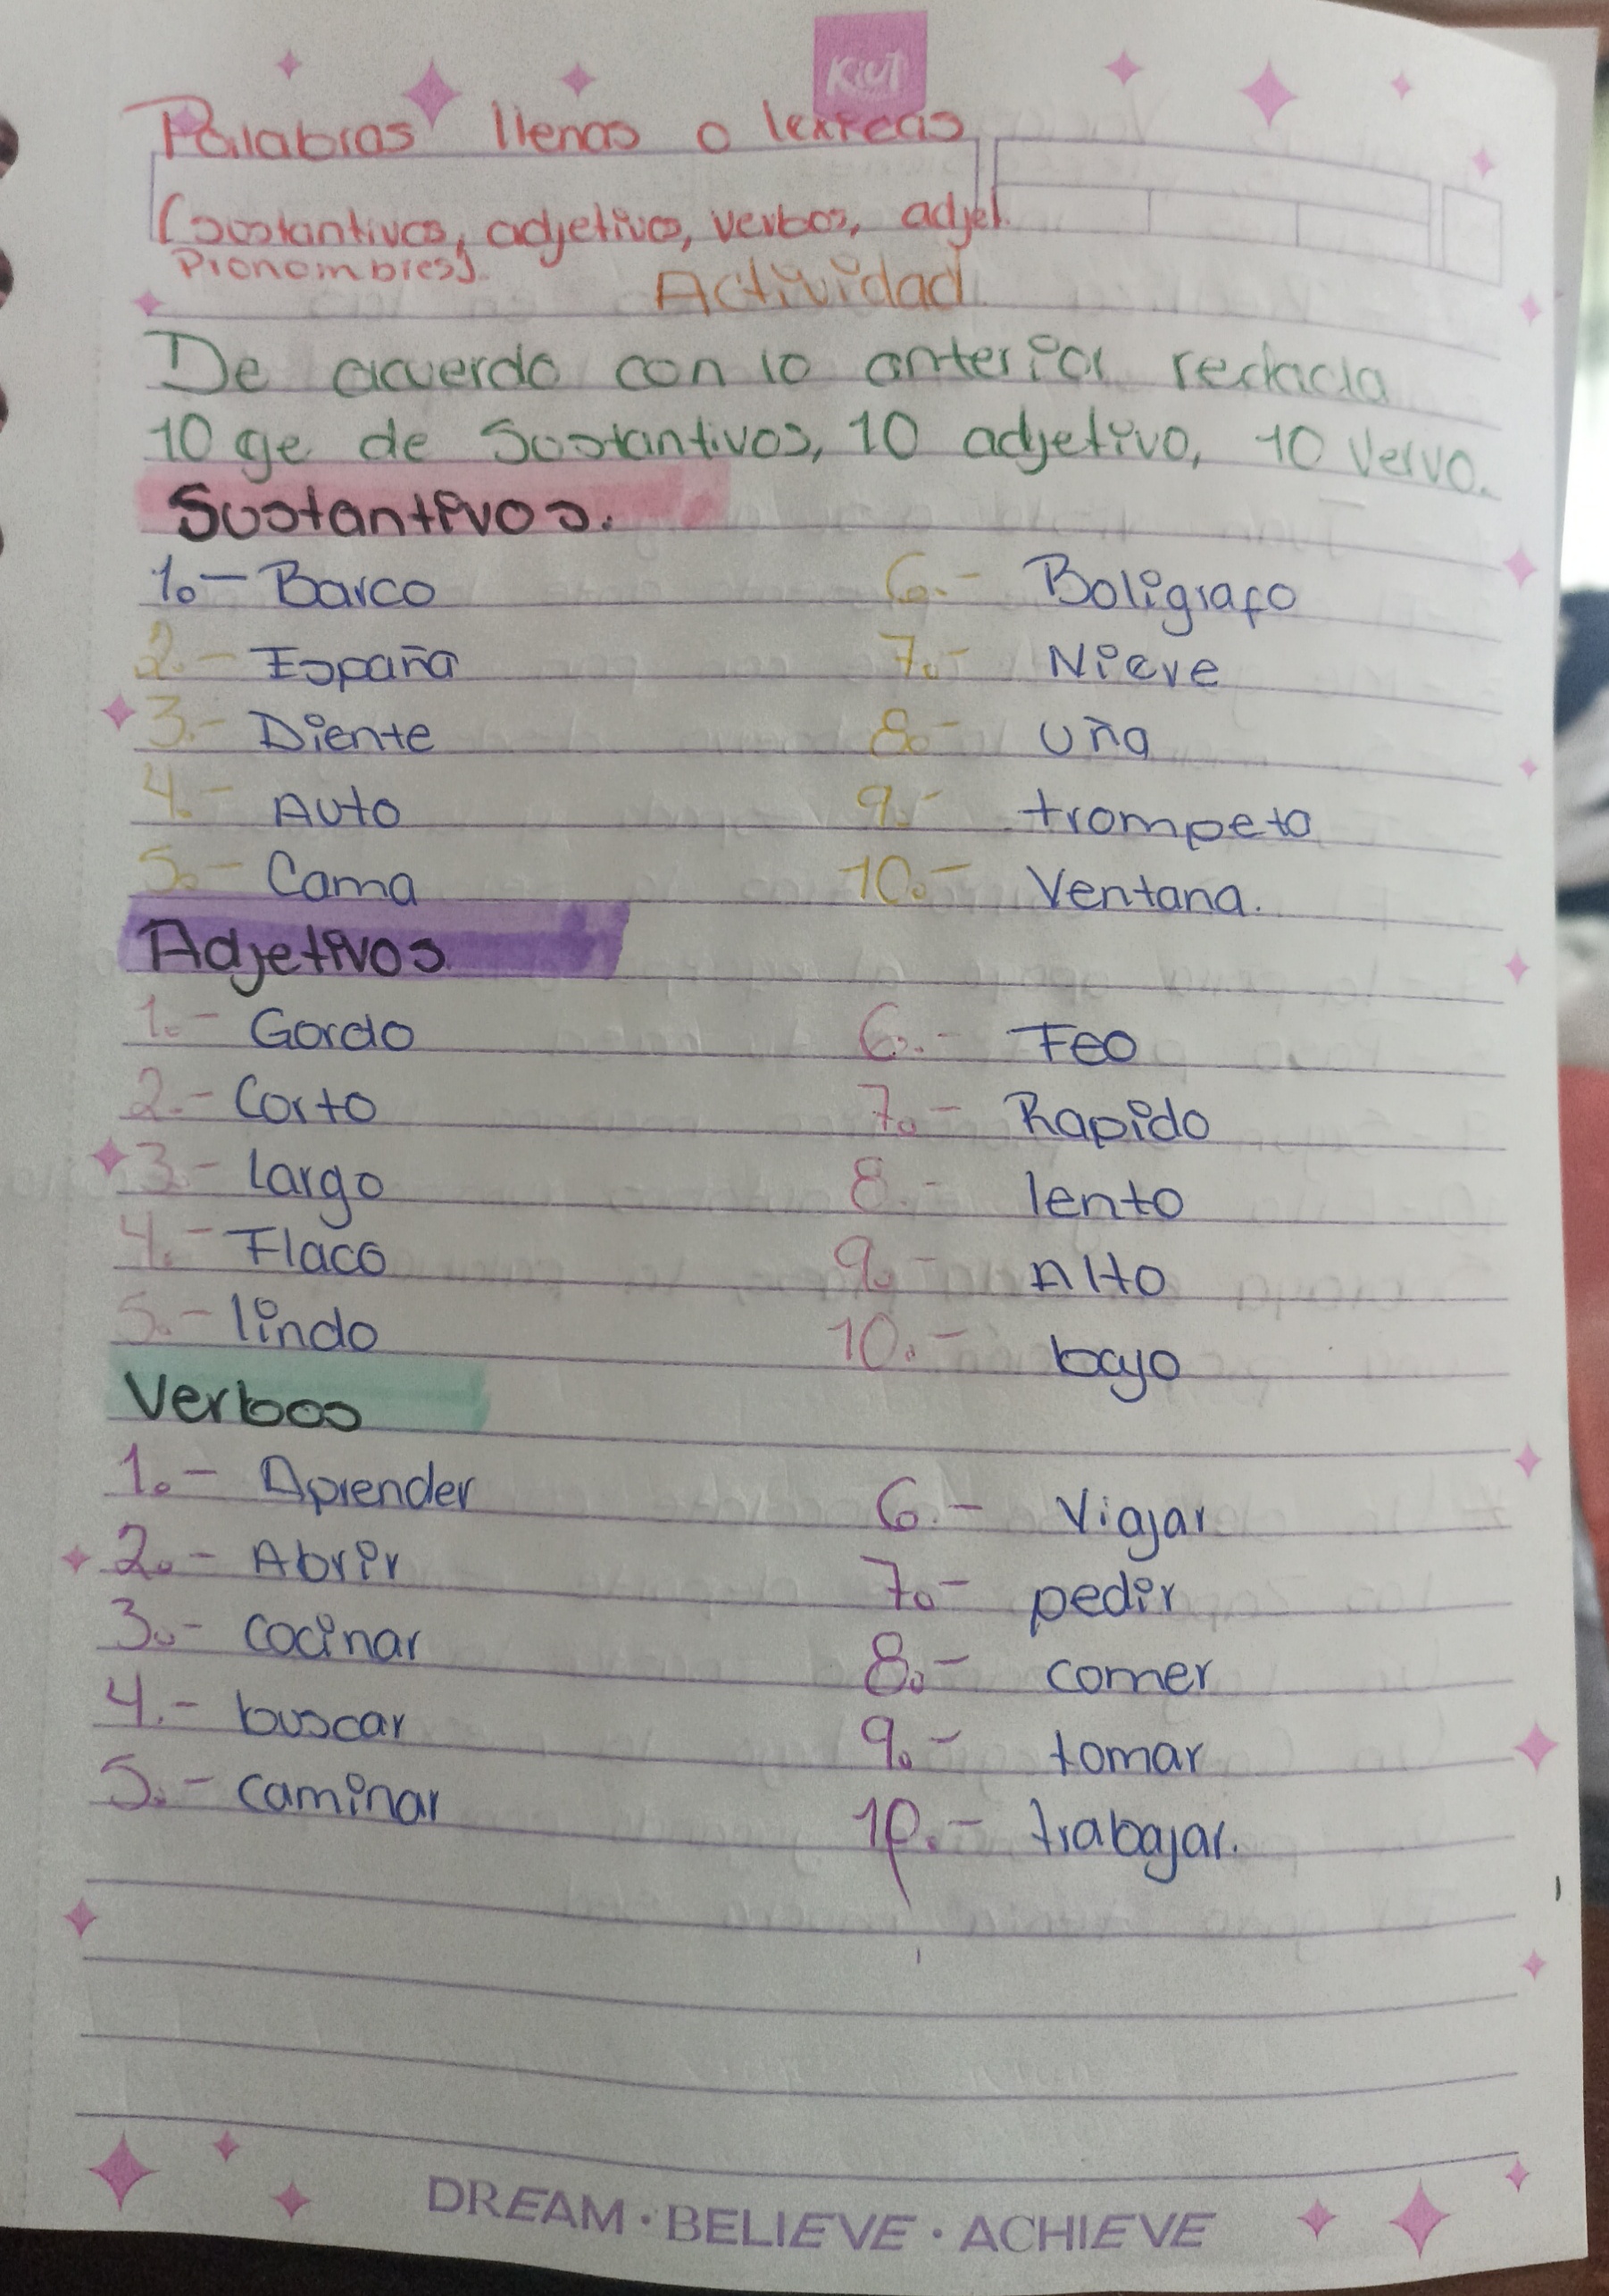 Kiut
Palabras llenas o lexicas
(sustantivos, adjetivos, verbos, adjet.
Pronombres).
Actividad
De acuerdo con lo anterior redacta
10 ge de Sustantivos, 10 adjetivo, 10 Vervo.
Sustantivos.
1.- Barco 6.- Boligrafo
2.- España 7.- Nieve
3.- Diente 8.- uña
4.- Auto 9.- trompeta
5.- Cama 10.- Ventana.
Adjetivos
1.- Gordo 6.- Feo
2.- Corto 7.- Rapido
3.- largo 8.- lento
4.- Flaco 9.- Alto
5.- lindo 10.- bajo
Verbos
1.- Aprender 6.- Viajar
2.- Abrir 7.- pedir
3.- cocinar 8.- comer
4.- buscar 9.- tomar
5.- caminar 10.- trabajar.
DREAM · BELIEVE · ACHIEVE